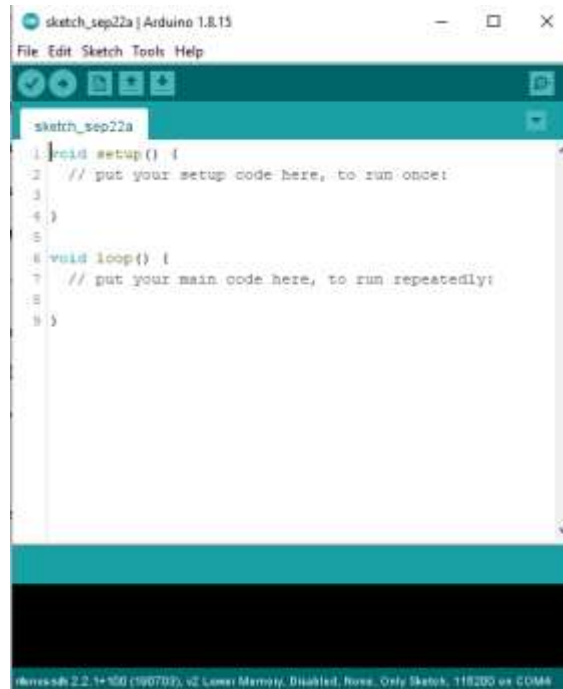 sketch_sep22a | Arduino 1.8.15
File Edit Sketch Tools Help
sketch_sep22a
1 void setup() {
2 // put your setup code here, to run once:
3
4 }
5
6 void loop() {
7 // put your main code here, to run repeatedly:
8
9 }
2.2.1+100 (190703), v2 Lower Memory, Disabled, None, Only Sketch, 115200 on COM4